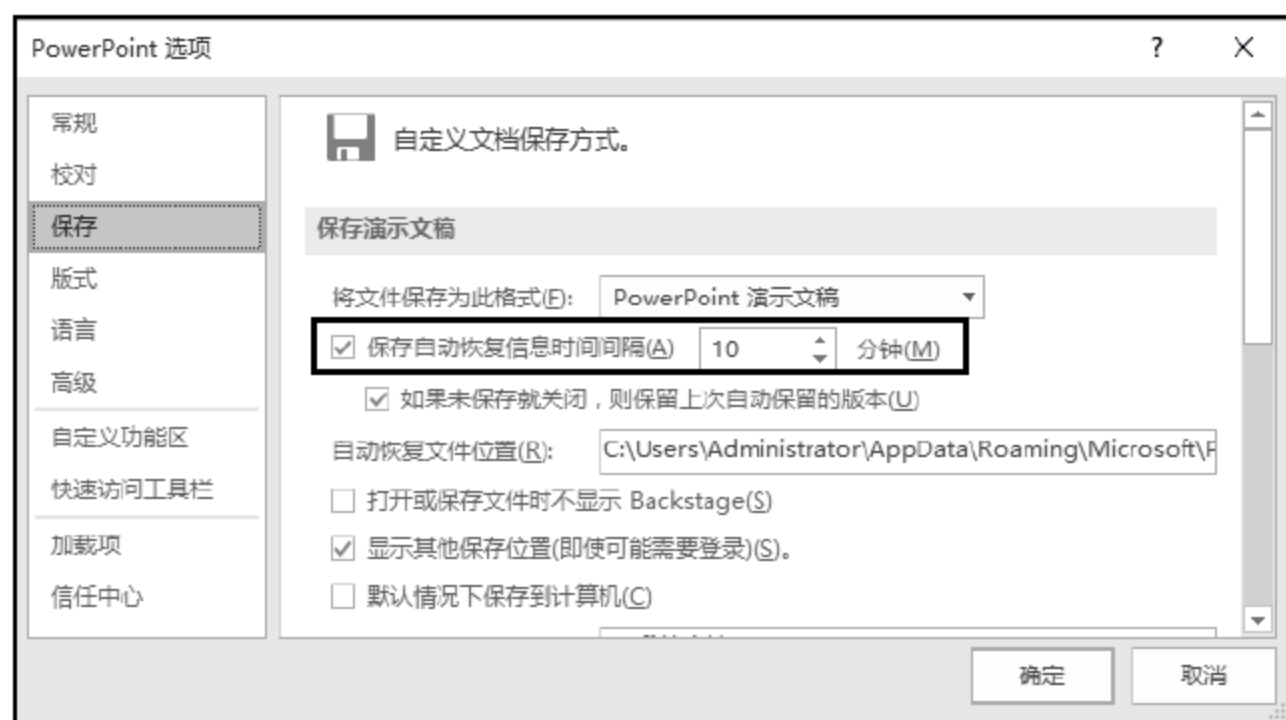 PowerPoint 选项
?
常规
校对
保存
版式
语言
高级
自定义功能区
快速访问工具栏
加载项
信任中心
自定义文档保存方式。
保存演示文稿
将文件保存为此格式(F): PowerPoint 演示文稿
保存自动恢复信息时间间隔(A) 10 分钟(M)
如果未保存就关闭，则保留上次自动保留的版本(U)
自动恢复文件位置(R): C:\Users\Administrator\AppData\Roaming\Microsoft\P
打开或保存文件时不显示 Backstage(S)
显示其他保存位置(即使可能需要登录)(S)。
默认情况下保存到计算机(C)
确定
取消